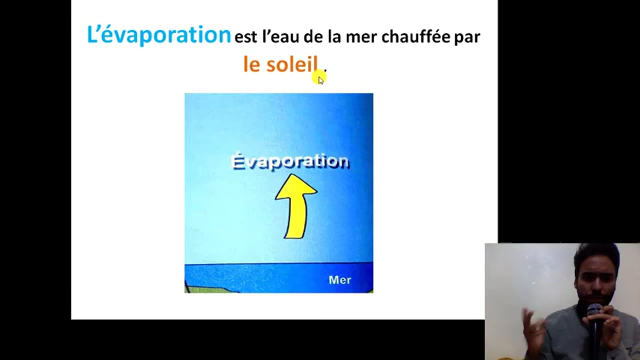 L'évaporation est l'eau de la mer chauffée par
le soleil .
Évaporation
Mer